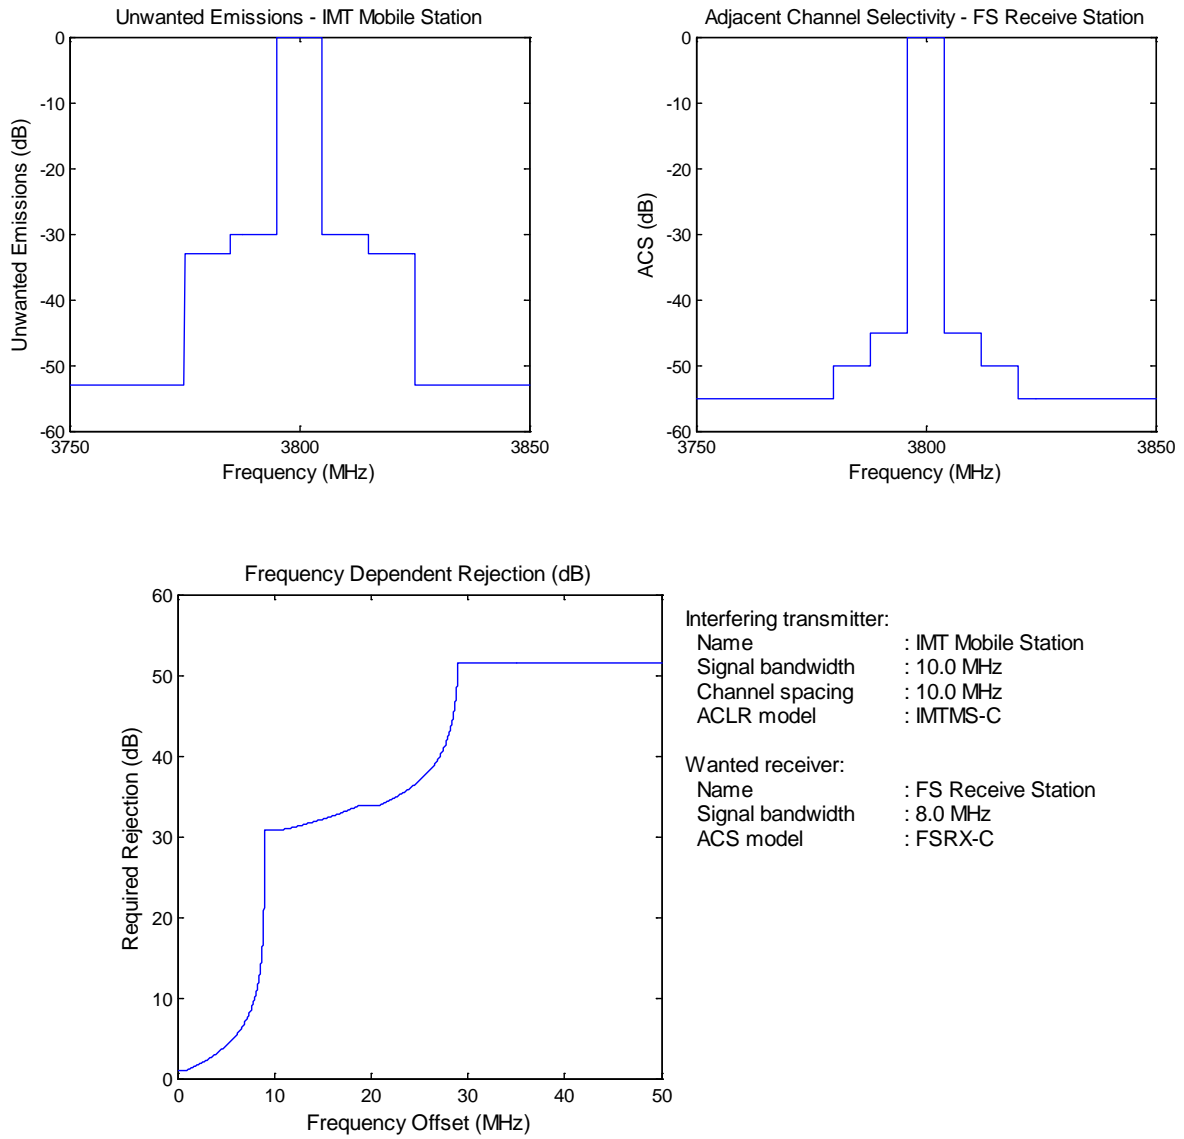 Unwanted Emissions - IMT Mobile Station
0
-10
-20
-30
-40
-50
-60
3750
3800
3850
Unwanted Emissions (dB)
Frequency (MHz)
Adjacent Channel Selectivity - FS Receive Station
0
-10
-20
-30
-40
-50
-60
3750
3800
3850
ACS (dB)
Frequency (MHz)
Frequency Dependent Rejection (dB)
60
50
40
30
20
10
0
0
10
20
30
40
50
Required Rejection (dB)
Frequency Offset (MHz)
Interfering transmitter:
Name : IMT Mobile Station
Signal bandwidth : 10.0 MHz
Channel spacing : 10.0 MHz
ACLR model : IMTMS-C
Wanted receiver:
Name : FS Receive Station
Signal bandwidth : 8.0 MHz
ACS model : FSRX-C